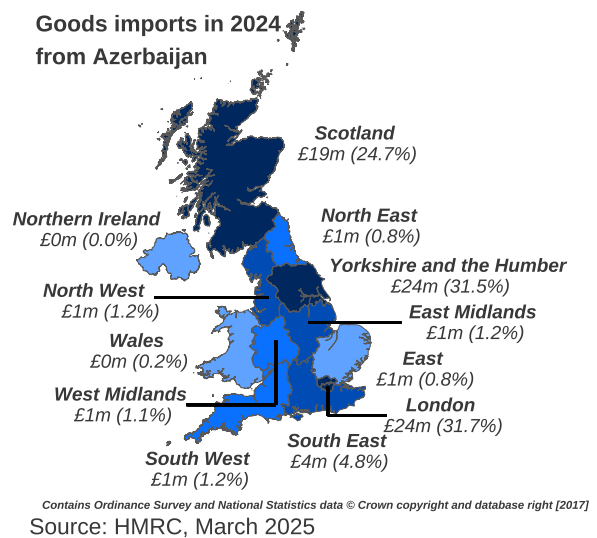 Goods imports in 2024
from Azerbaijan
Scotland
£19m (24.7%)
Northern Ireland
£0m (0.0%)
North East
£1m (0.8%)
Yorkshire and the Humber
£24m (31.5%)
North West
£1m (1.2%)
East Midlands
£1m (1.2%)
Wales
£0m (0.2%)
East
£1m (0.8%)
West Midlands
£1m (1.1%)
London
£24m (31.7%)
South East
£4m (4.8%)
South West
£1m (1.2%)
Contains Ordinance Survey and National Statistics data © Crown copyright and database right [2017]
Source: HMRC, March 2025